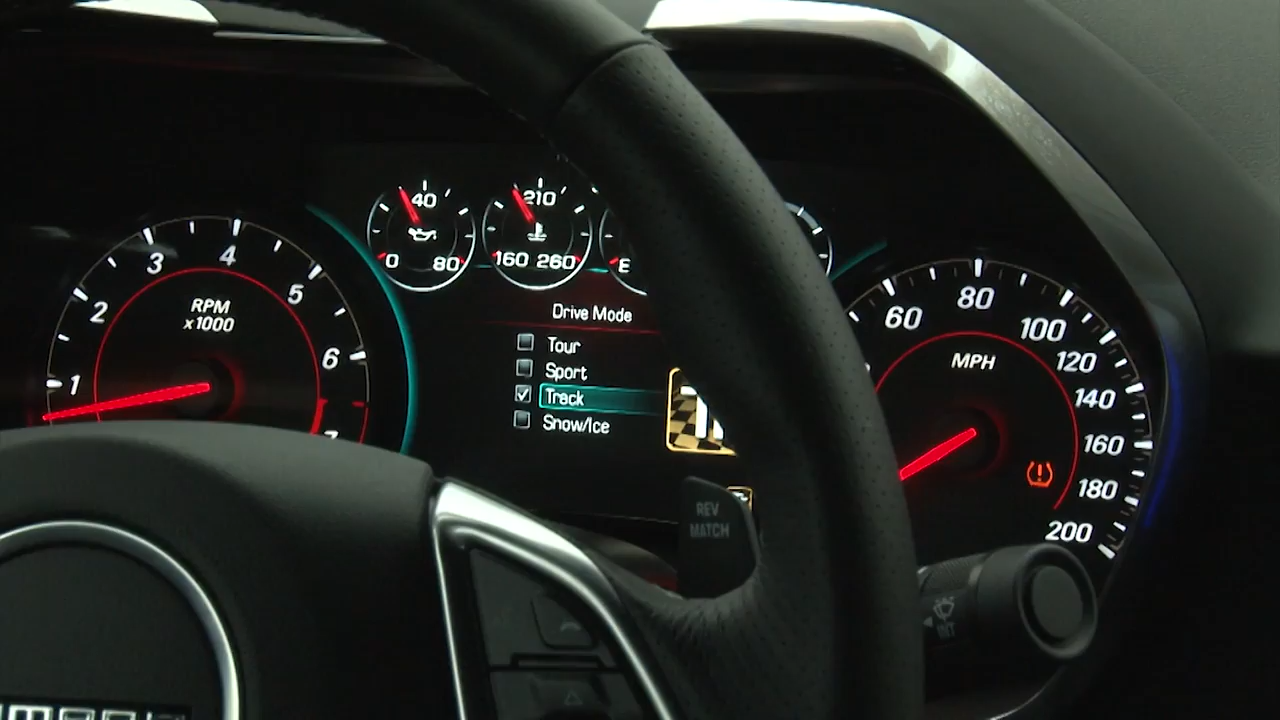 40
0 80
210
160 260
E
1 2 3 4 5 6 7
RPM
x1000
Drive Mode
Tour
Sport
Track
Snow/Ice
60 80 100 120 140 160 180 200
MPH
REV
MATCH